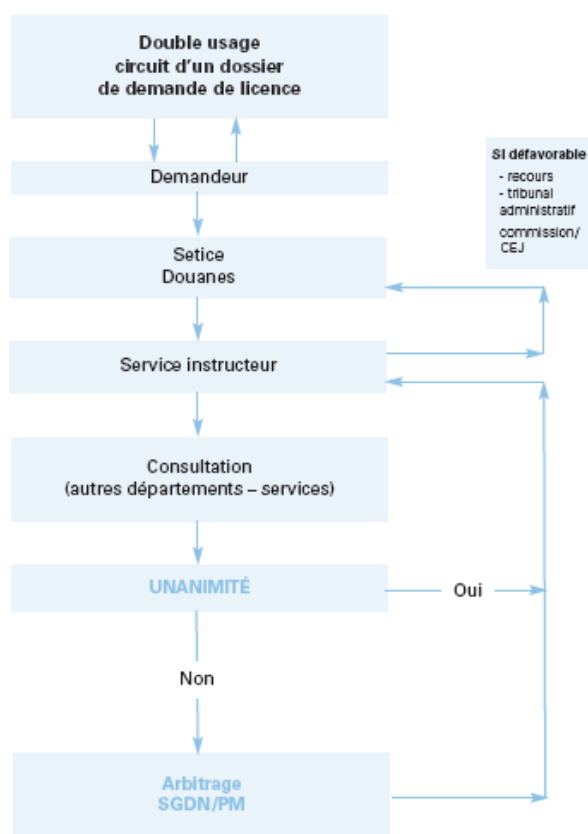 Double usage
circuit d'un dossier
de demande de licence
Demandeur
SI défavorable
- recours
- tribunal
administratif
commission/
CEJ
Setice
Douanes
Service instructeur
Consultation
(autres départements – services)
UNANIMITÉ
Oui
Non
Arbitrage
SGDN/PM